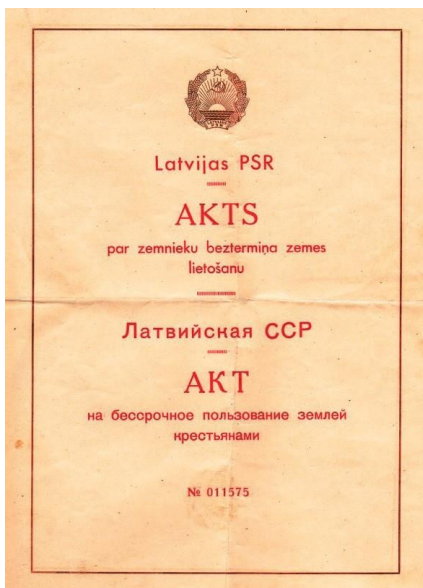 Latvijas PSR
AKTS
par zemnieku beztermiņa zemes
lietošanu
Латвийская ССР
АКТ
на бессрочное пользование землей
крестьянами
№ 011575